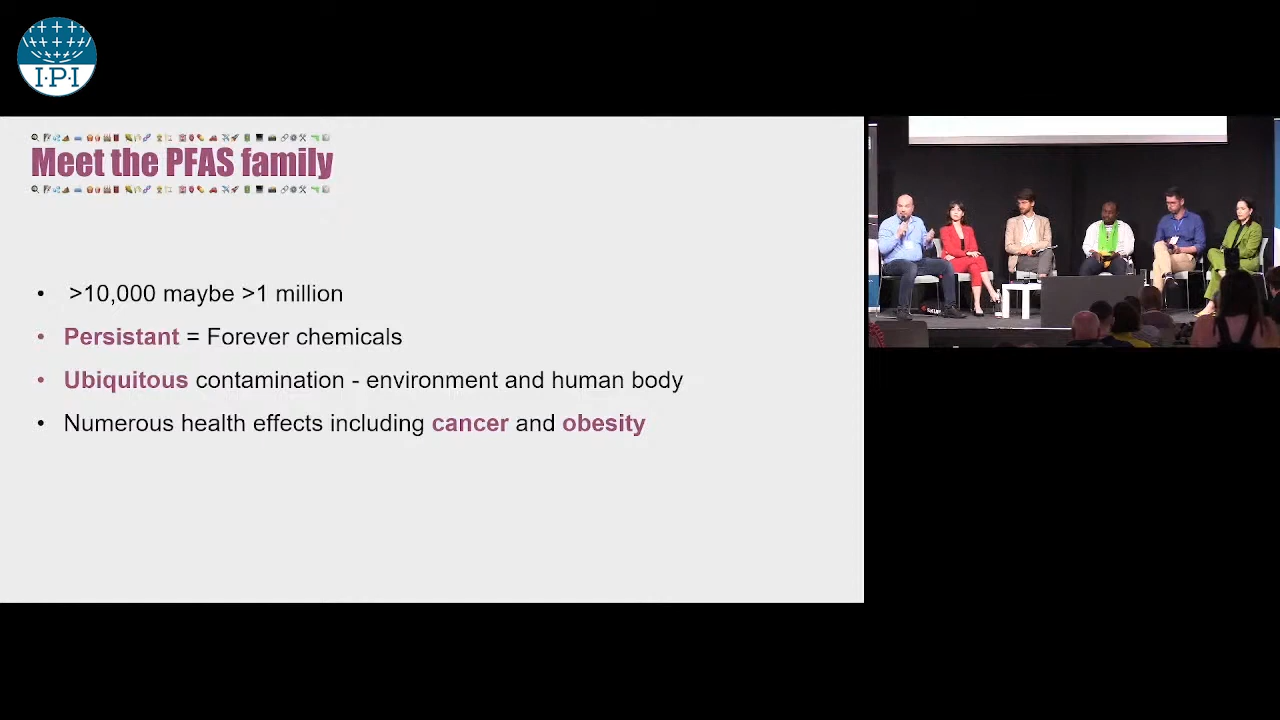 I·P·I
Meet the PFAS family
• >10,000 maybe >1 million
• Persistant = Forever chemicals
• Ubiquitous contamination - environment and human body
• Numerous health effects including cancer and obesity